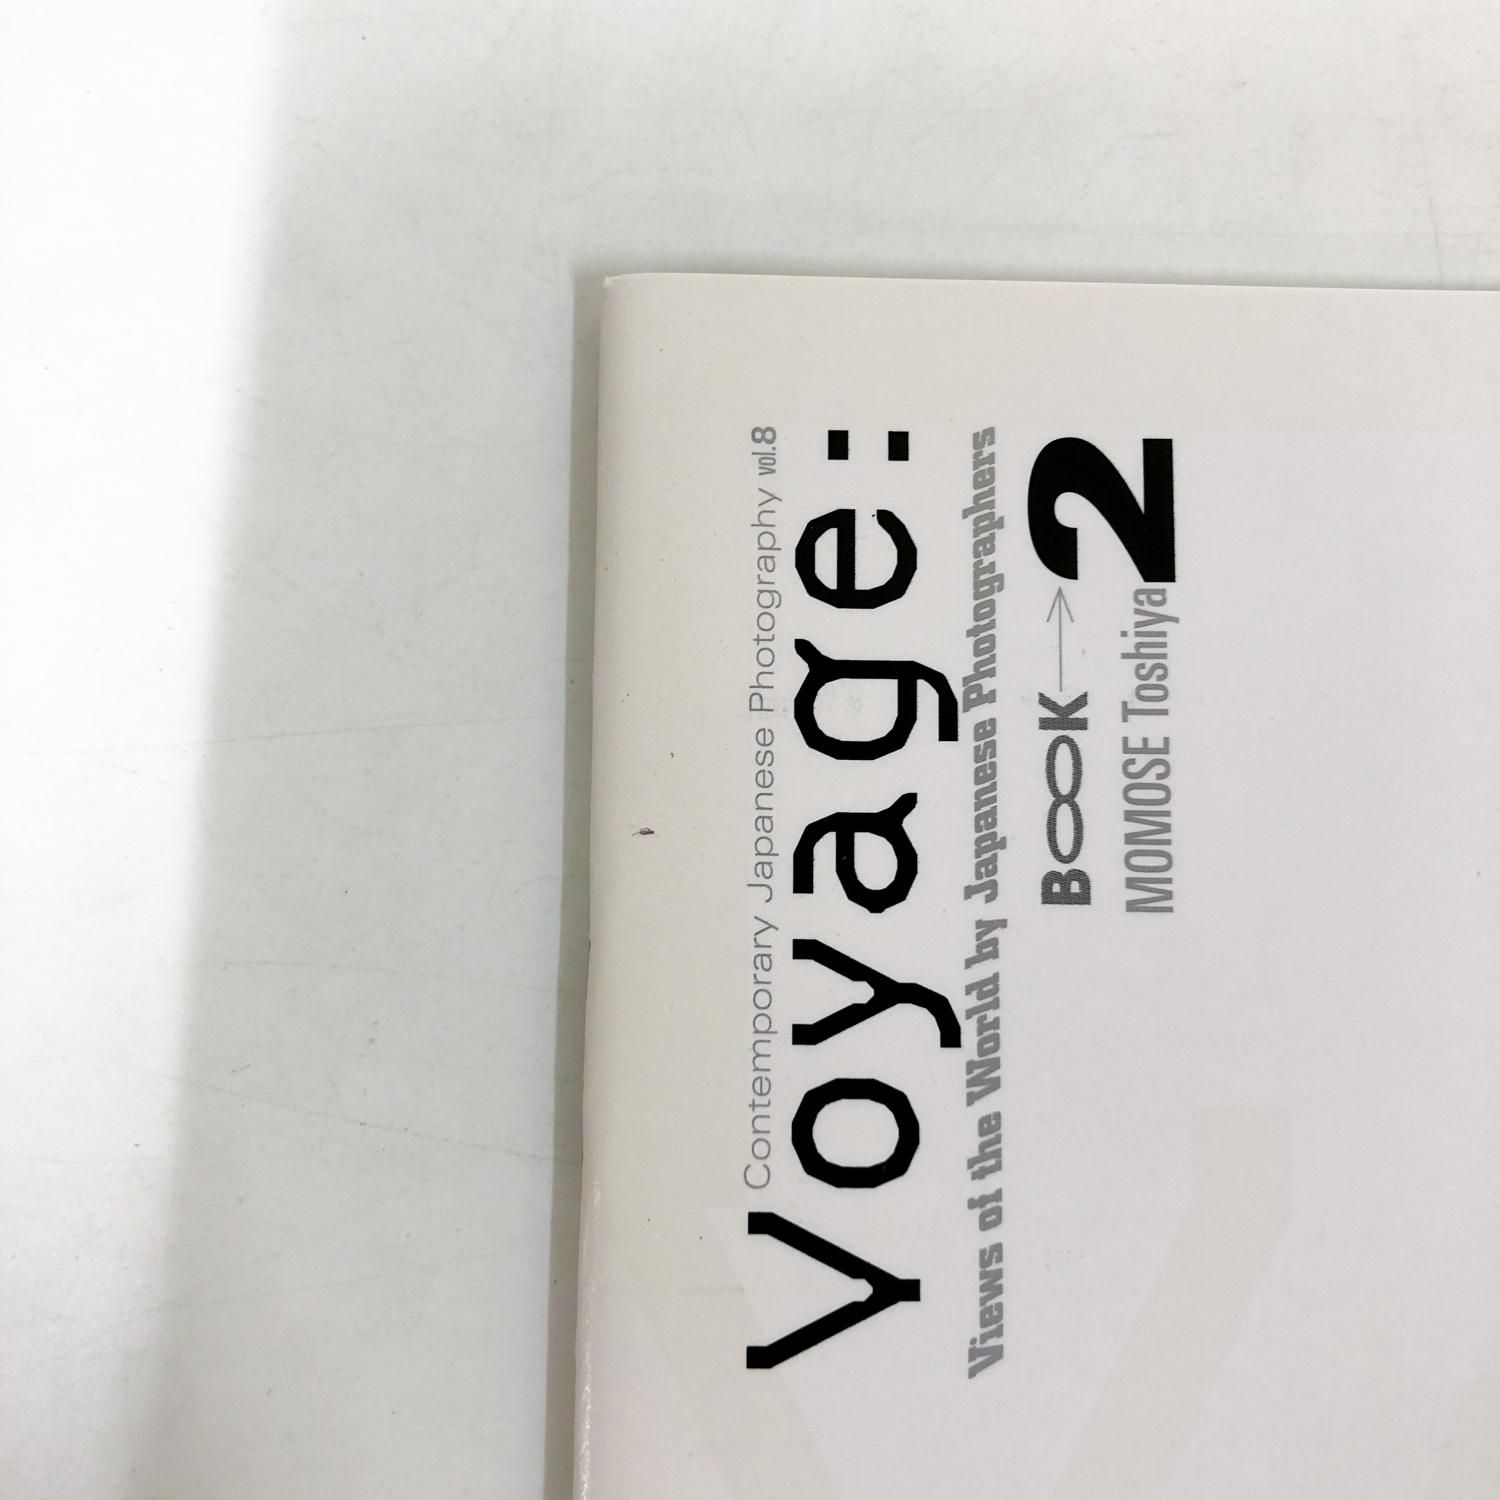 Contemporary Japanese Photography vol.8
Voyage:
Views of the World by Japanese Photographers
BOOK→2
MOMOSE Toshiya